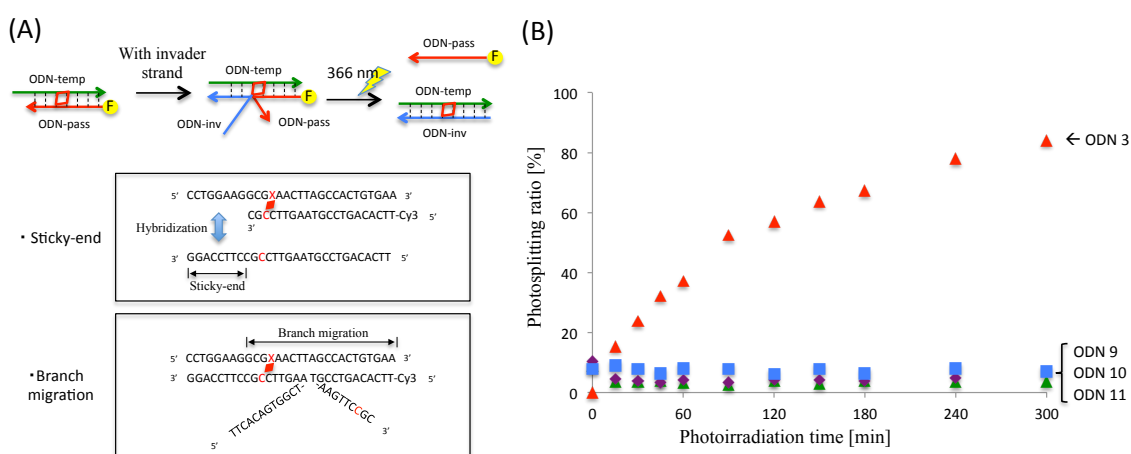 (A)
With invader
strand
ODN-temp
F
ODN-pass
ODN-temp
F
ODN-inv
ODN-pass
366 nm
ODN-pass
F
ODN-temp
ODN-inv
・Sticky-end
5’ CCTGGAAGGCGXAACTTAGCCACTGTGAA 3’
CGCCTTGAATGCCTGACACTT-Cy3 5’
3’
Hybridization
3’ GGACCTTCCGCCTTGAATGCCTGACACTT 5’
Sticky-end
・Branch
migration
Branch migration
5’ CCTGGAAGGCGXAACTTAGCCACTGTGAA 3’
3’ GGACCTTCCGCCTTGAA TGCCTGACACTT-Cy3 5’
TTCACAGTGGCT- -AAGTTCCGC
5’ 3’
(B)
Photosplitting ratio [%]
100
80
60
40
20
0
0 60 120 180 240 300
Photoirradiation time [min]
← ODN 3
ODN 9
ODN 10
ODN 11